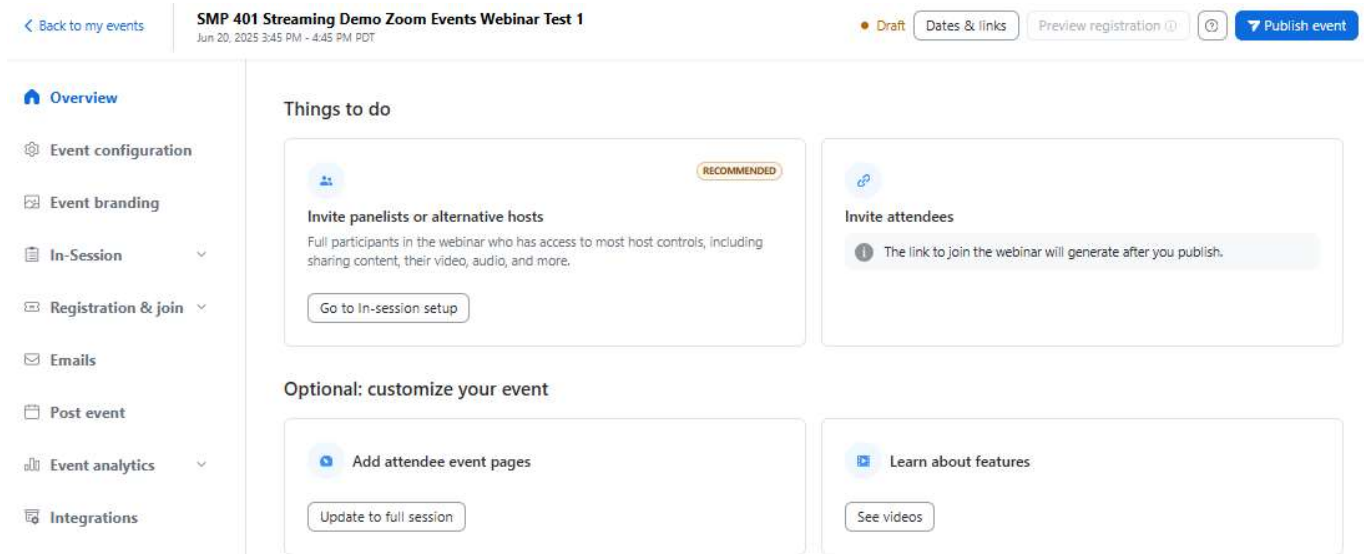 Back to my events
SMP 401 Streaming Demo Zoom Events Webinar Test 1
Jun 20, 2025 3:45 PM - 4:45 PM PDT
Draft
Dates & links
Preview registration
Publish event
Overview
Event configuration
Event branding
In-Session
Registration & join
Emails
Post event
Event analytics
Integrations
Things to do
RECOMMENDED
Invite panelists or alternative hosts
Full participants in the webinar who has access to most host controls, including
sharing content, their video, audio, and more.
Go to In-session setup
Invite attendees
The link to join the webinar will generate after you publish.
Optional: customize your event
Add attendee event pages
Update to full session
Learn about features
See videos